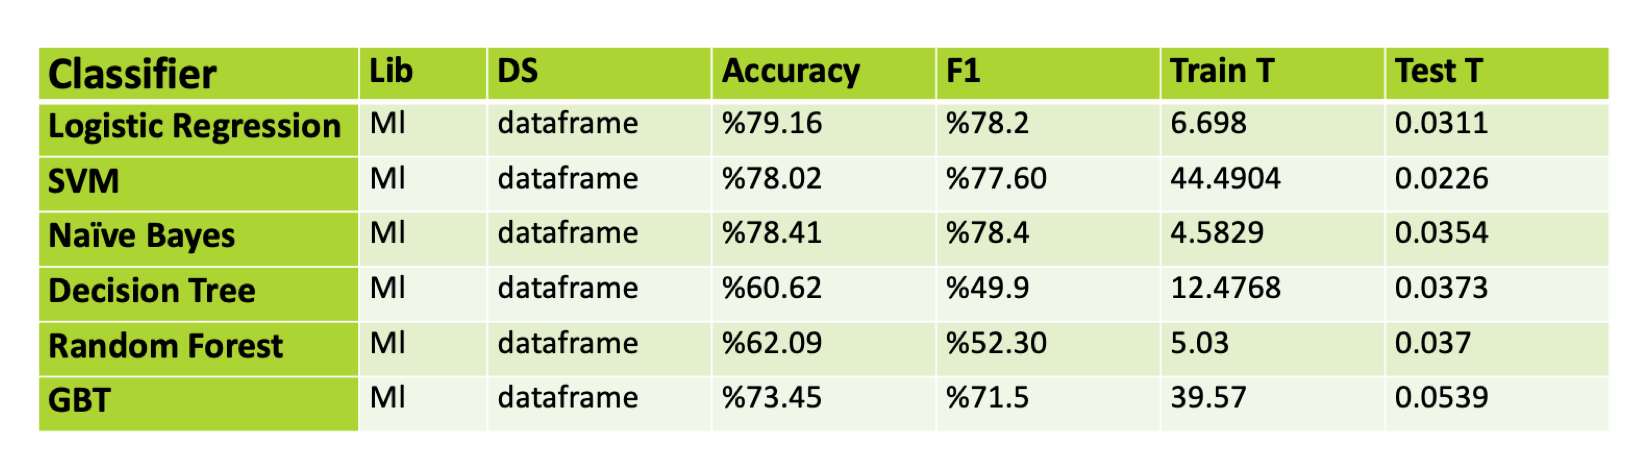 Classifier Lib DS Accuracy F1 Train T Test T
Logistic Regression Ml dataframe %79.16 %78.2 6.698 0.0311
SVM Ml dataframe %78.02 %77.60 44.4904 0.0226
Naïve Bayes Ml dataframe %78.41 %78.4 4.5829 0.0354
Decision Tree Ml dataframe %60.62 %49.9 12.4768 0.0373
Random Forest Ml dataframe %62.09 %52.30 5.03 0.037
GBT Ml dataframe %73.45 %71.5 39.57 0.0539